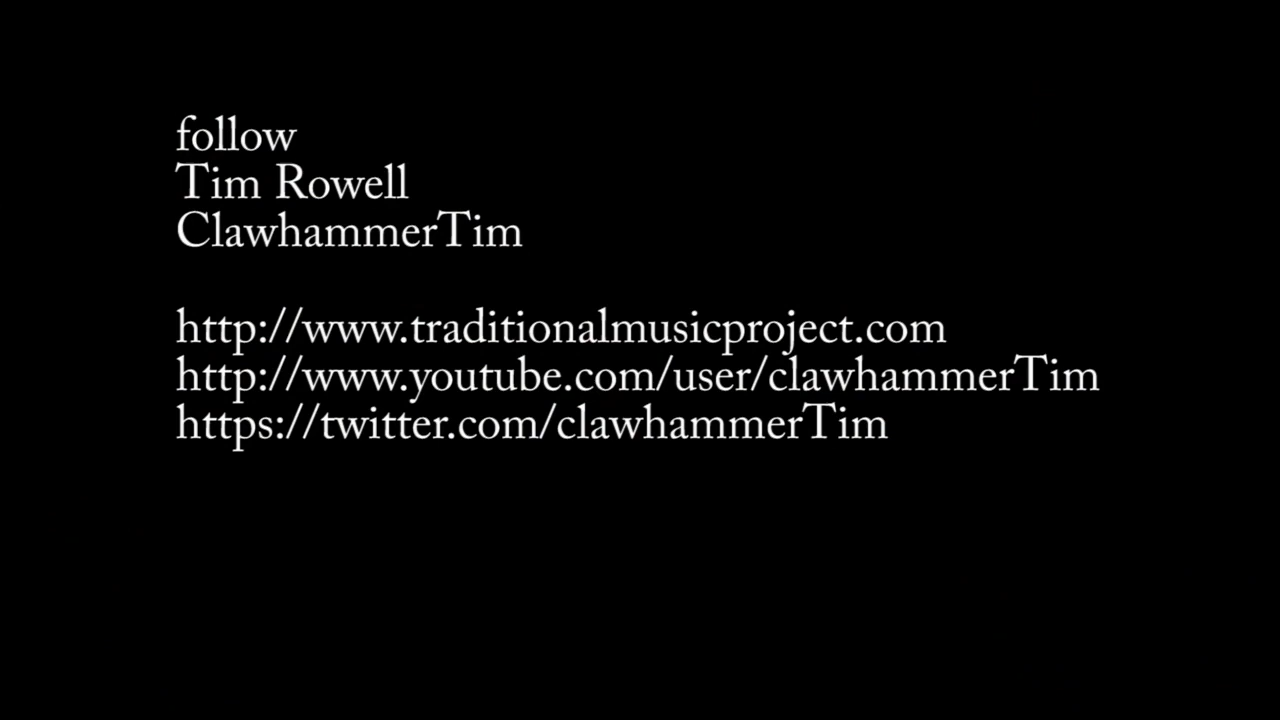 follow
Tim Rowell
ClawhammerTim
http://www.traditionalmusicproject.com
http://www.youtube.com/user/clawhammerTim
https://twitter.com/clawhammerTim